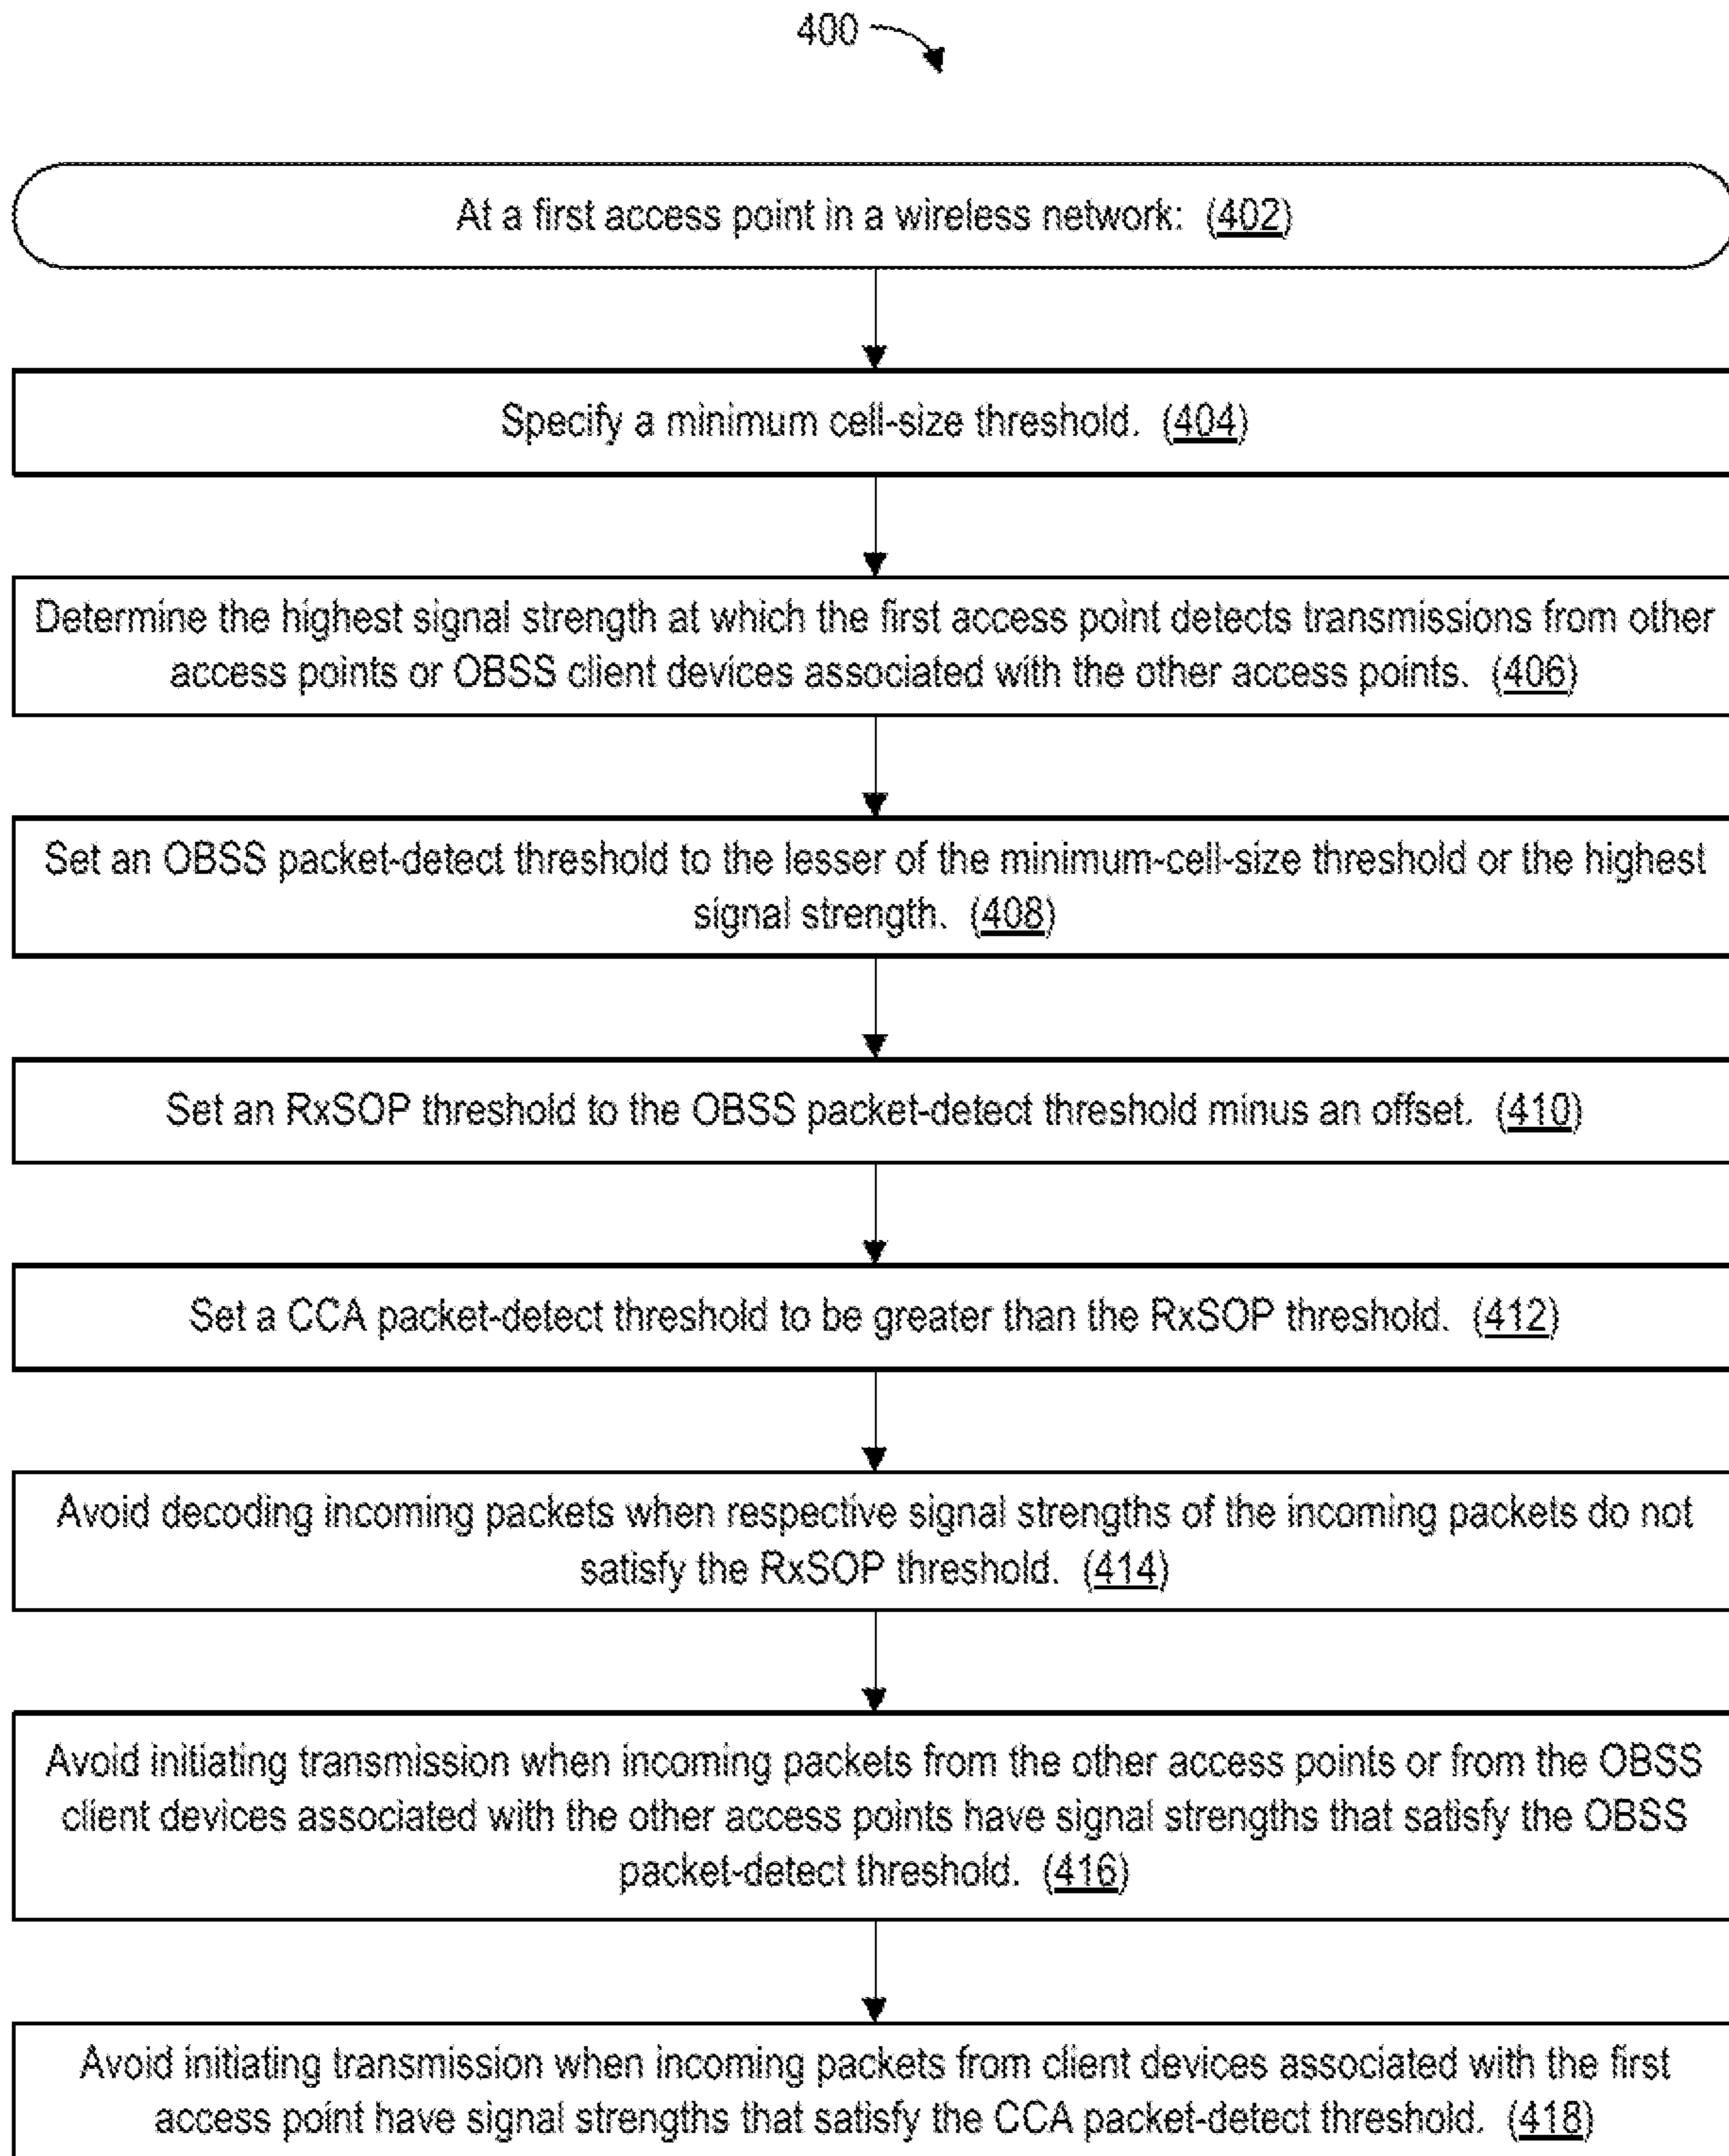 400
At a first access point in a wireless network: (402)
Specify a minimum cell-size threshold. (404)
Determine the highest signal strength at which the first access point detects transmissions from other
access points or OBSS client devices associated with the other access points. (406)
Set an OBSS packet-detect threshold to the lesser of the minimum-cell-size threshold or the highest
signal strength. (408)
Set an RxSOP threshold to the OBSS packet-detect threshold minus an offset. (410)
Set a CCA packet-detect threshold to be greater than the RxSOP threshold. (412)
Avoid decoding incoming packets when respective signal strengths of the incoming packets do not
satisfy the RxSOP threshold. (414)
Avoid initiating transmission when incoming packets from the other access points or from the OBSS
client devices associated with the other access points have signal strengths that satisfy the OBSS
packet-detect threshold. (416)
Avoid initiating transmission when incoming packets from client devices associated with the first
access point have signal strengths that satisfy the CCA packet-detect threshold. (418)